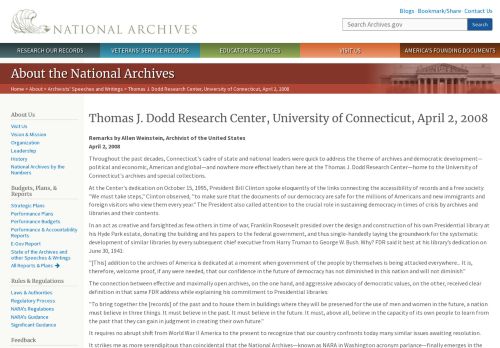 Blogs · Bookmark/Share · Contact Us
NATIONAL ARCHIVES
Search Archives.gov
Search
RESEARCH OUR RECORDS
VETERANS' SERVICE RECORDS
EDUCATOR RESOURCES
VISIT US
AMERICA'S FOUNDING DOCUMENTS
About the National Archives
Home > About > Archivists' Speeches and Writings > Thomas J. Dodd Research Center, University of Connecticut, April 2, 2008
About Us
Visit Us
Vision & Mission
Organization
Leadership
History
National Archives by the
Numbers
Budgets, Plans, &
Reports
Strategic Plans
Performance Plans
Performance Budgets
Performance & Accountability
Reports
E-Gov Report
State of the Archives and
other Speeches & Writings
All Reports & Plans
Rules & Regulations
Laws & Authorities
Regulatory Process
NARA's Regulations
NARA's Guidance
Significant Guidance
Feedback
Thomas J. Dodd Research Center, University of Connecticut, April 2, 2008
Remarks by Allen Weinstein, Archivist of the United States
April 2, 2008
Throughout the past decades, Connecticut's cadre of state and national leaders were quick to address the theme of archives and democratic development—
political and economic, American and global—and nowhere more effectively than here at the Thomas J. Dodd Research Center—home to the University of
Connecticut's archives and special collections.
At the Center's dedication on October 15, 1995, President Bill Clinton spoke eloquently of the links connecting the accessibility of records and a free society.
"We must take steps," Clinton observed, "to make sure that the documents of our democracy are safe for the millions of Americans and new immigrants and
foreign visitors who view them every year." The President also called attention to the crucial role in sustaining democracy in times of crisis by archives and
libraries and their contents.
In an act as creative and farsighted as few others in time of war, Franklin Roosevelt presided over the design and construction of his own Presidential library at
his Hyde Park estate, donating the building and his papers to the federal government, and thus single-handedly laying the groundwork for the systematic
development of similar libraries by every subsequent chief executive from Harry Truman to George W. Bush. Why? FDR said it best at his library's dedication on
June 30, 1941:
"[This] addition to the archives of America is dedicated at a moment when government of the people by themselves is being attacked everywhere.. It is,
therefore, welcome proof, if any were needed, that our confidence in the future of democracy has not diminished in this nation and will not diminish"
The connection between effective and maximally open archives, on the one hand, and aggressive advocacy of democratic values, on the other, received clear
definition in that same FDR address while explaining his commitment to Presidential libraries:
"To bring together the [records] of the past and to house them in buildings where they will be preserved for the use of men and women in the future, a nation
must believe in three things. It must believe in the past. It must believe in the future. It must, above all, believe in the capacity of its own people to learn from
the past that they can gain in judgment in creating their own future."
It requires no abrupt shift from World War II America to the present to recognize that our country confronts today many similar issues awaiting resolution.
It strikes me as more serendipitous than coincidental that the National Archives—known as NARA in Washington acronym parlance—finally emerges in the